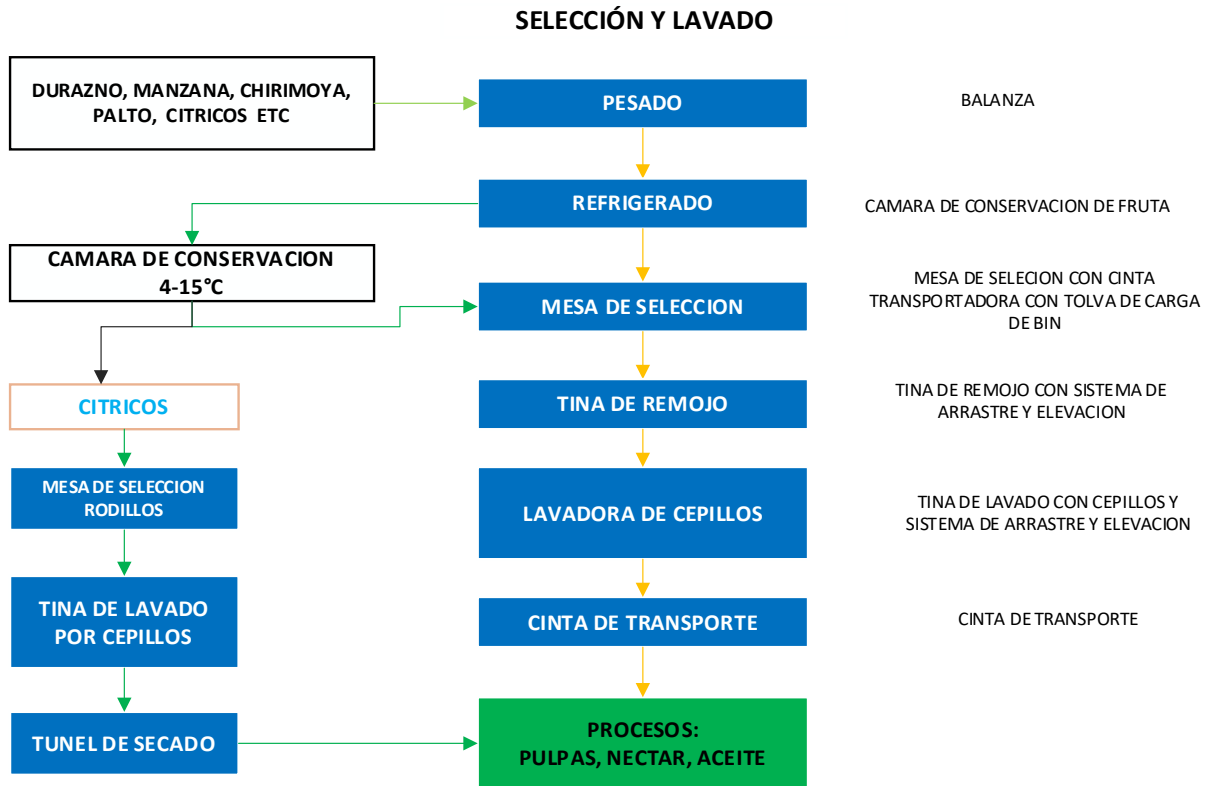 SELECCIÓN Y LAVADO
DURAZNO, MANZANA, CHIRIMOYA,
PALTO, CITRICOS ETC
PESADO
BALANZA
REFRIGERADO
CAMARA DE CONSERVACION DE FRUTA
CAMARA DE CONSERVACION
4-15°C
MESA DE SELECCION
MESA DE SELECION CON CINTA
TRANSPORTADORA CON TOLVA DE CARGA
DE BIN
CITRICOS
TINA DE REMOJO
TINA DE REMOJO CON SISTEMA DE
ARRASTRE Y ELEVACION
MESA DE SELECCION
RODILLOS
LAVADORA DE CEPILLOS
TINA DE LAVADO CON CEPILLOS Y
SISTEMA DE ARRASTRE Y ELEVACION
TINA DE LAVADO
POR CEPILLOS
CINTA DE TRANSPORTE
CINTA DE TRANSPORTE
TUNEL DE SECADO
PROCESOS:
PULPAS, NECTAR, ACEITE